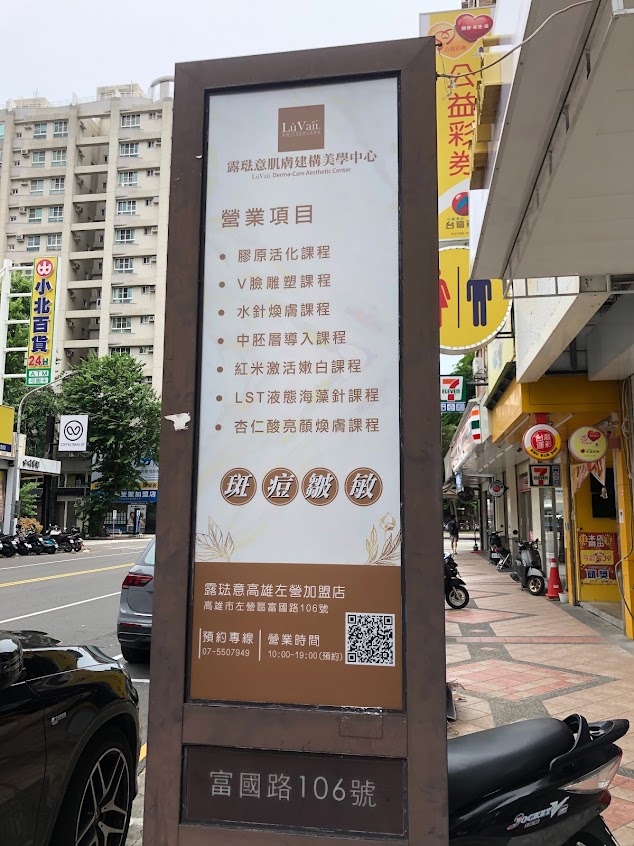 LüVaii.
露琺意肌膚建構美學中心
LüVaii Derma-Care Aesthetic Center
營業項目
• 膠原活化課程
• V臉雕塑課程
• 水針煥膚課程
• 中胚層導入課程
• 紅米激活嫩白課程
• LST液態海藻針課程
• 杏仁酸亮顏煥膚課程
斑 痘 皺 敏
露琺意高雄左營加盟店
高雄市左營區富國路106號
預約專線
07-5507949
營業時間
10:00-19:00(預約)
富國路106號
小北百貨
24H
ATM
公益彩券
台灣
7
ELEVEN
台灣
運彩